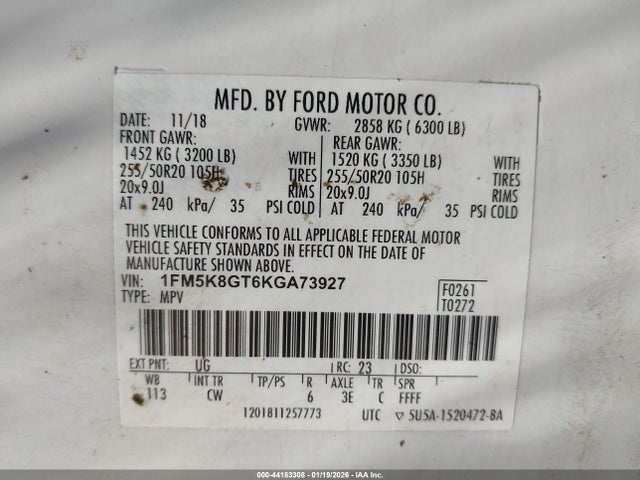 MFD. BY FORD MOTOR CO.
DATE: 11/18 GVWR: 2858 KG ( 6300 LB)
FRONT GAWR: REAR GAWR:
1452 KG ( 3200 LB) WITH 1520 KG ( 3350 LB) WITH
255/50R20 105H TIRES 255/50R20 105H TIRES
20x9.0J RIMS 20x9.0J RIMS
AT 240 kPa/ 35 PSI COLD AT 240 kPa/ 35 PSI COLD
THIS VEHICLE CONFORMS TO ALL APPLICABLE FEDERAL MOTOR
VEHICLE SAFETY STANDARDS IN EFFECT ON THE DATE OF
MANUFACTURE SHOWN ABOVE.
VIN: 1FM5K8GT6KGA73927 F0261
TYPE: MPV T0272
EXT PNT: UG RC: 23 DSO:
WB INT TR TP/PS R AXLE TR SPR
113 CW 6 3E C FFFF
1201811257773 UTC ▽ 5U5A-1520472-BA
000-44183308 - 01/19/2026 - IAA Inc.